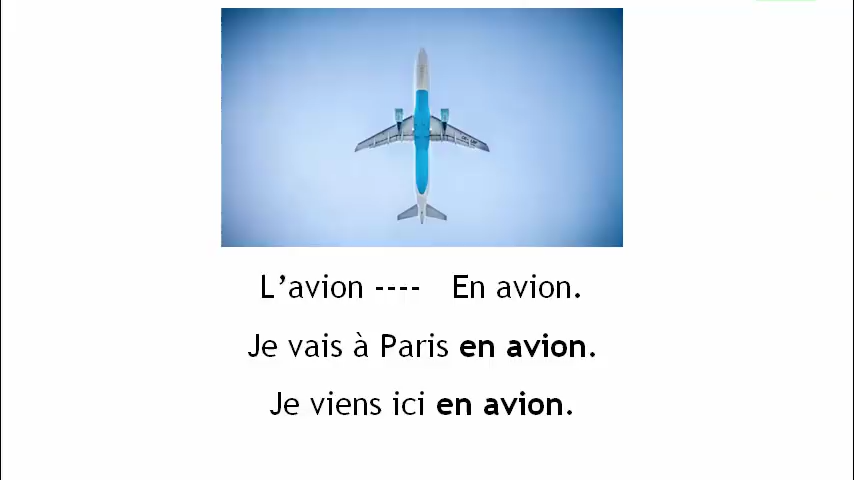 L’avion ---- En avion.
Je vais à Paris en avion.
Je viens ici en avion.